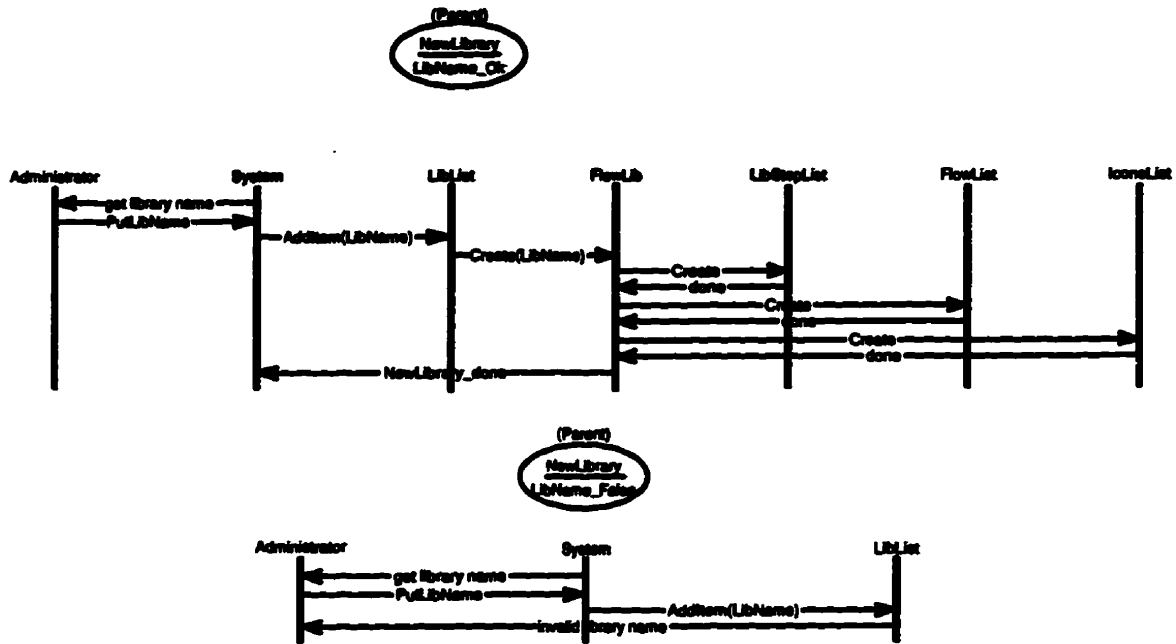 (Parent)
NewLibrary
LibName_Ok
Administrator System LibList FlowLib LibStepList FlowList IconsList
get library name
PutLibName
AddItem(LibName)
Create(LibName)
Create
done
Create
done
Create
done
NewLibrary_done
(Parent)
NewLibrary
LibName_False
Administrator System LibList
get library name
PutLibName
AddItem(LibName)
invalid library name